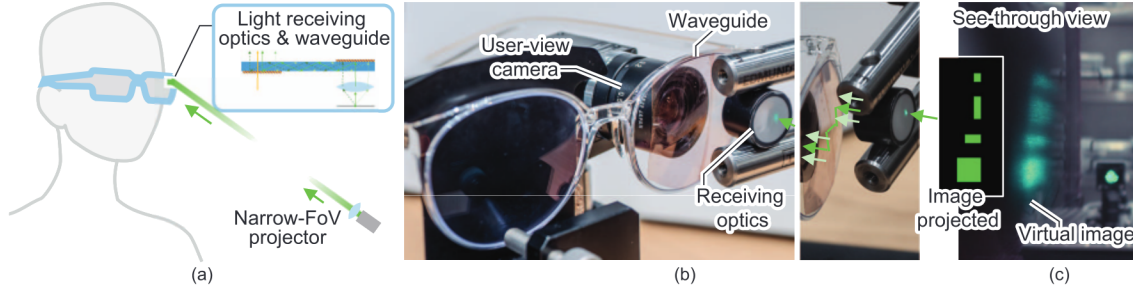 Light receiving
optics & waveguide
Narrow-FoV
projector
(a)
Waveguide
User-view
camera
Receiving
optics
(b)
See-through view
Image
projected
Virtual image
(c)